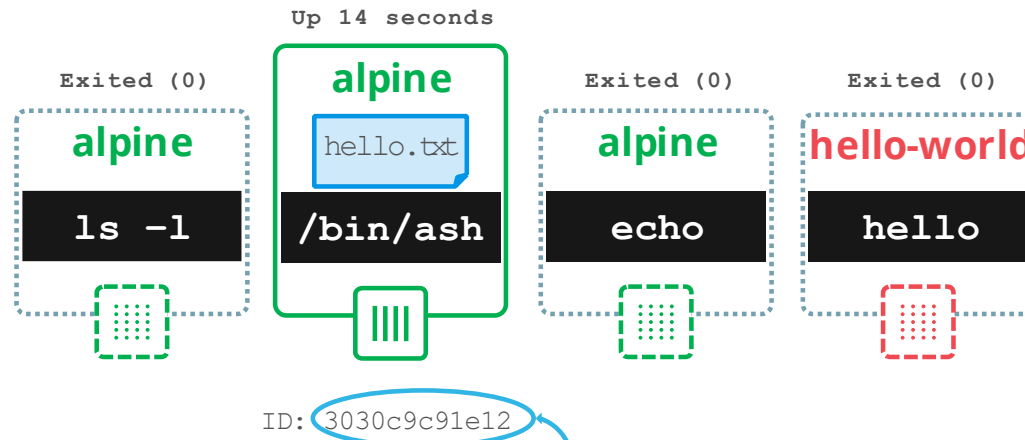 Up 14 seconds
Exited (0)
alpine
ls -l
alpine
hello.txt
/bin/ash
Exited (0)
alpine
echo
Exited (0)
hello-world
hello
ID: 3030c9c91e12